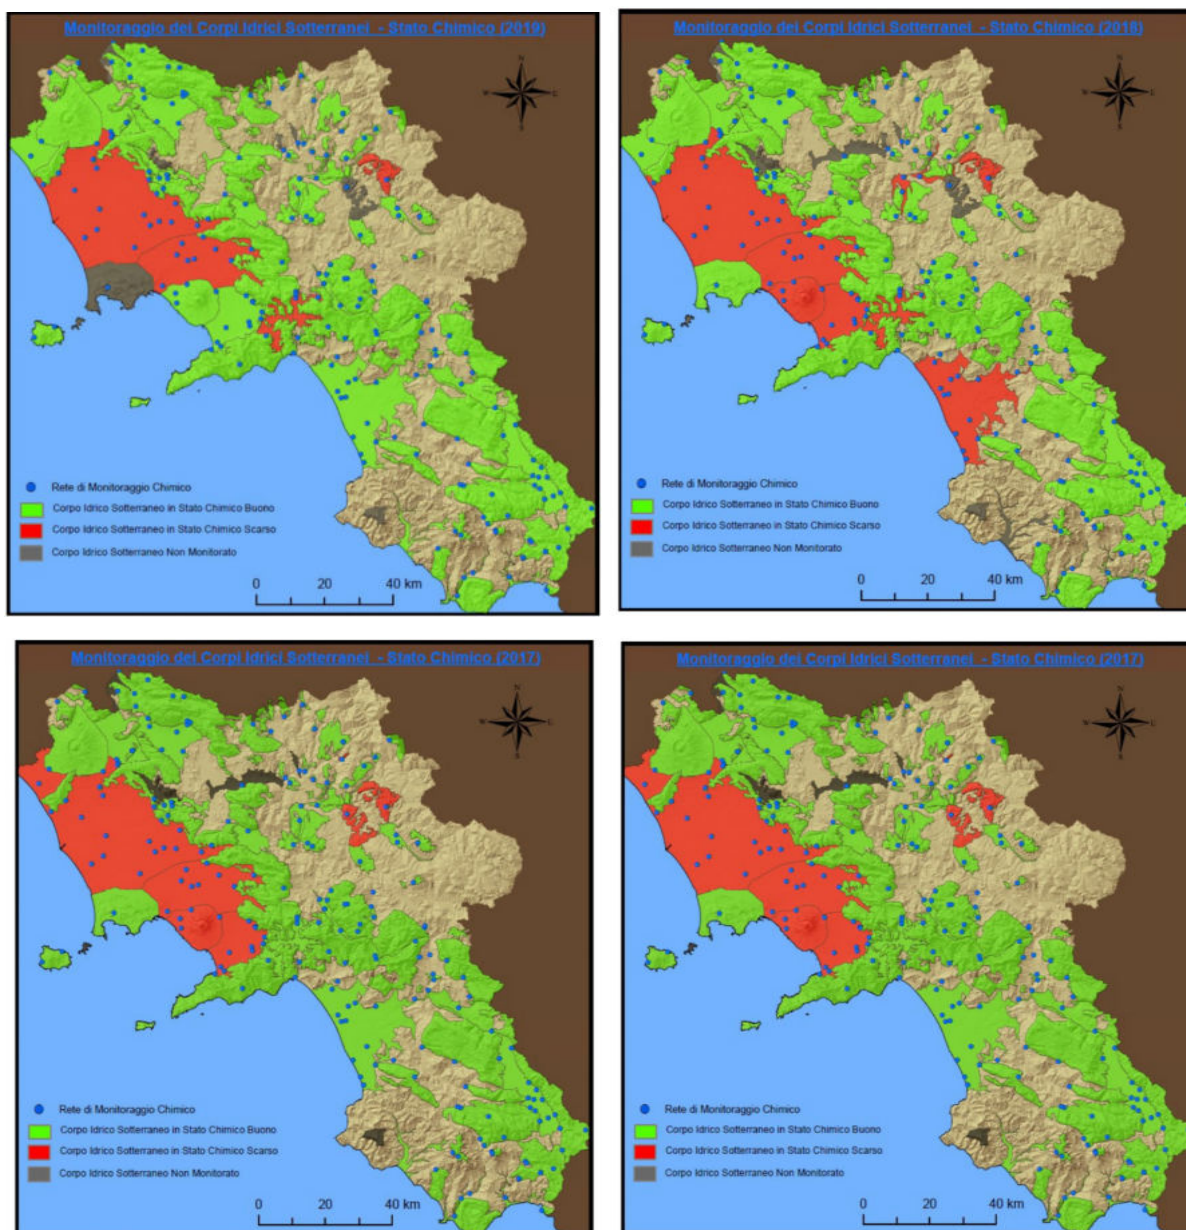 Monitoraggio dei Corpi Idrici Sotterranei - Stato Chimico (2019)
N
W E
S
Rete di Monitoraggio Chimico
Corpo Idrico Sotterraneo in Stato Chimico Buono
Corpo Idrico Sotterraneo in Stato Chimico Scarso
Corpo Idrico Sotterraneo Non Monitorato
0 20 40 km
Monitoraggio dei Corpi Idrici Sotterranei - Stato Chimico (2018)
N
W E
S
Rete di Monitoraggio Chimico
Corpo Idrico Sotterraneo in Stato Chimico Buono
Corpo Idrico Sotterraneo in Stato Chimico Scarso
Corpo Idrico Sotterraneo Non Monitorato
0 20 40 km
Monitoraggio dei Corpi Idrici Sotterranei - Stato Chimico (2017)
N
W E
S
Rete di Monitoraggio Chimico
Corpo Idrico Sotterraneo in Stato Chimico Buono
Corpo Idrico Sotterraneo in Stato Chimico Scarso
Corpo Idrico Sotterraneo Non Monitorato
0 20 40 km
Monitoraggio dei Corpi Idrici Sotterranei - Stato Chimico (2017)
N
W E
S
Rete di Monitoraggio Chimico
Corpo Idrico Sotterraneo in Stato Chimico Buono
Corpo Idrico Sotterraneo in Stato Chimico Scarso
Corpo Idrico Sotterraneo Non Monitorato
0 20 40 km